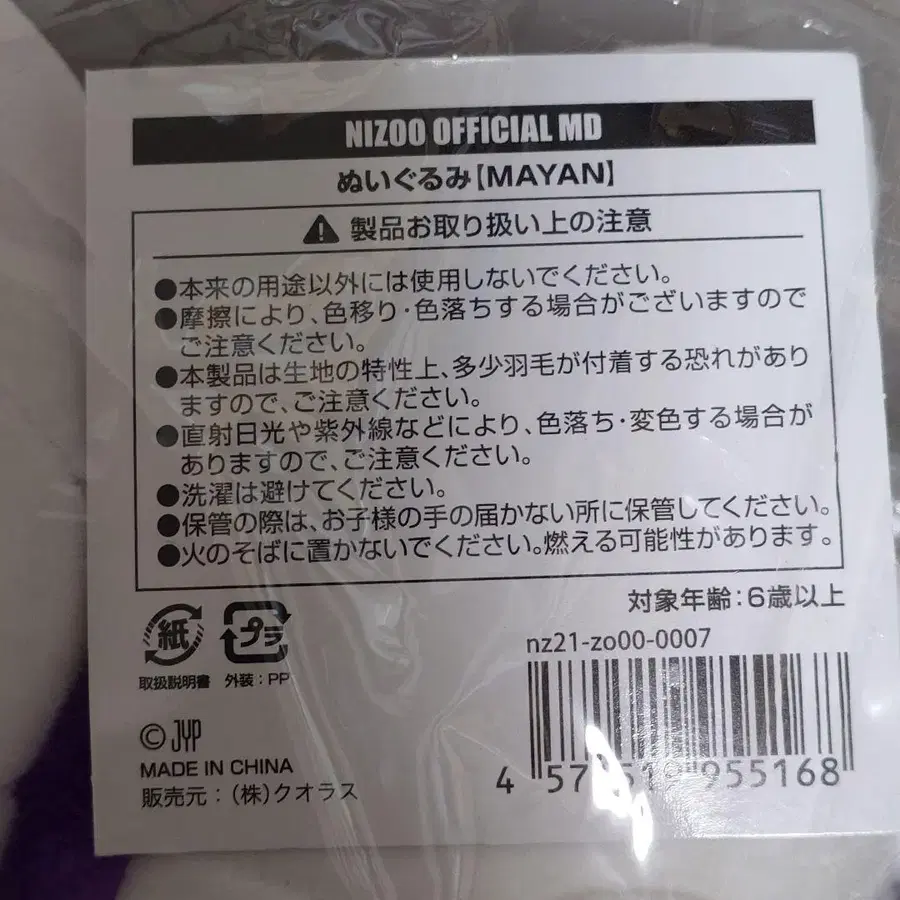 NIZOO OFFICIAL MD
ぬいぐるみ【MAYAN】
製品お取り扱い上の注意
●本来の用途以外には使用しないでください。
●摩擦により、色移り・色落ちする場合がございますので
ご注意ください。
●本製品は生地の特性上、多少羽毛が付着する恐れがあり
ますので、ご注意ください。
●直射日光や紫外線などにより、色落ち・変色する場合が
ありますので、ご注意ください。
●洗濯は避けてください。
●保管の際は、お子様の手の届かない所に保管してください。
●火のそばに置かないでください。燃える可能性があります。
対象年齢：6歳以上
紙 プラ
取扱説明書 外装：PP
nz21-zo00-0007
© JYP
MADE IN CHINA
販売元：（株）クオラス
4 955168